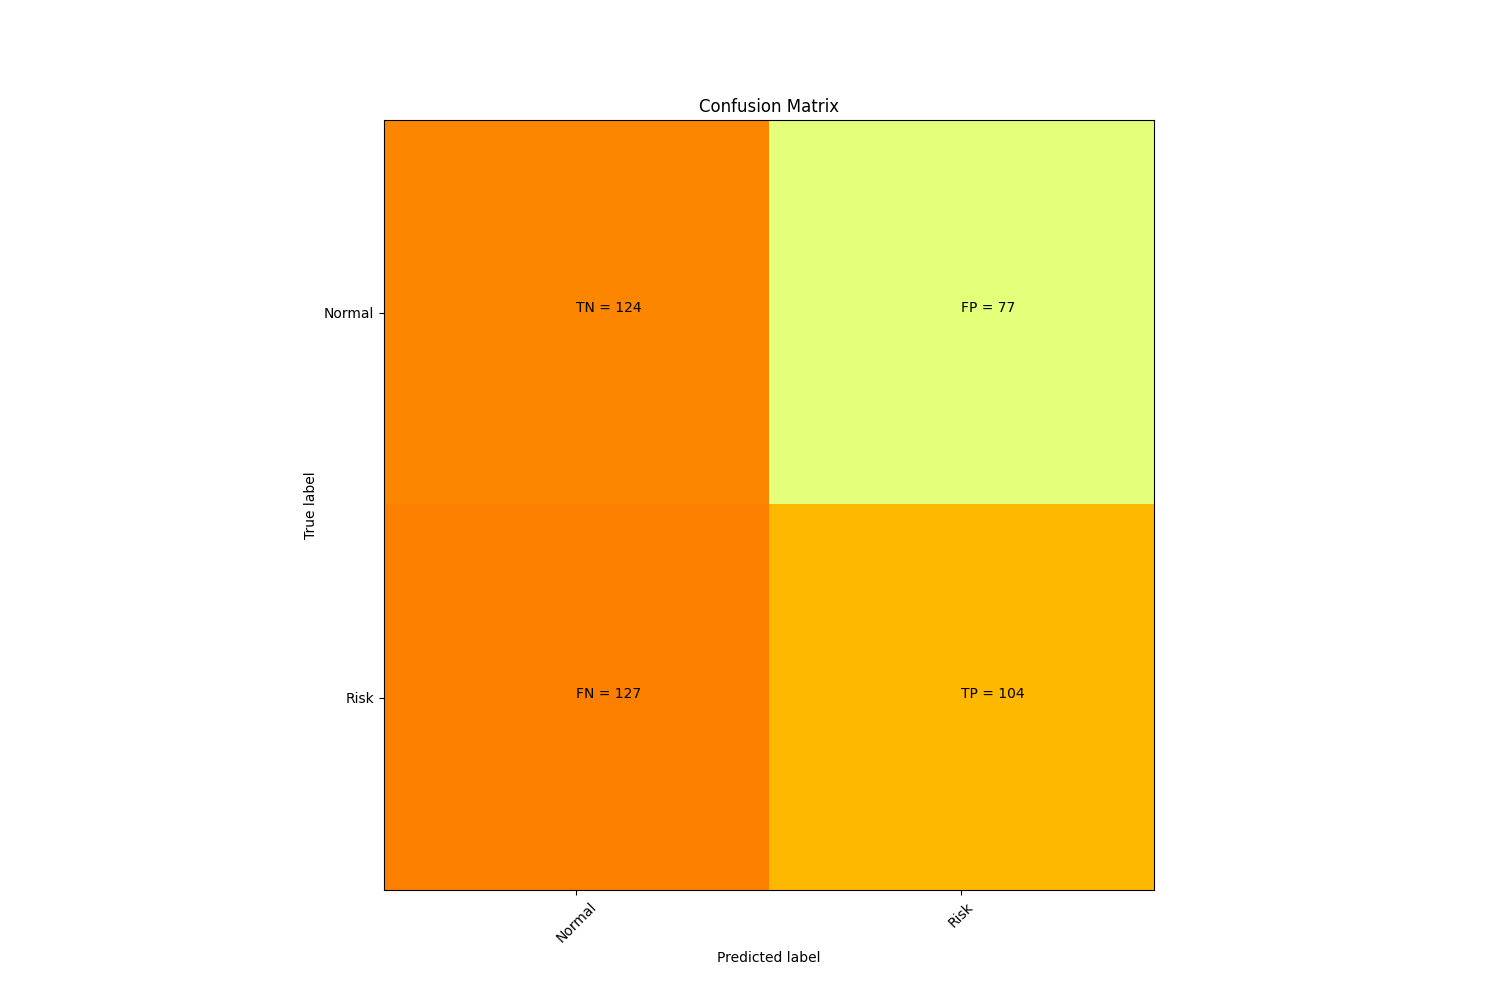 Confusion Matrix
Normal
TN = 124
FP = 77
True label
Risk
FN = 127
TP = 104
Normal
Risk
Predicted label